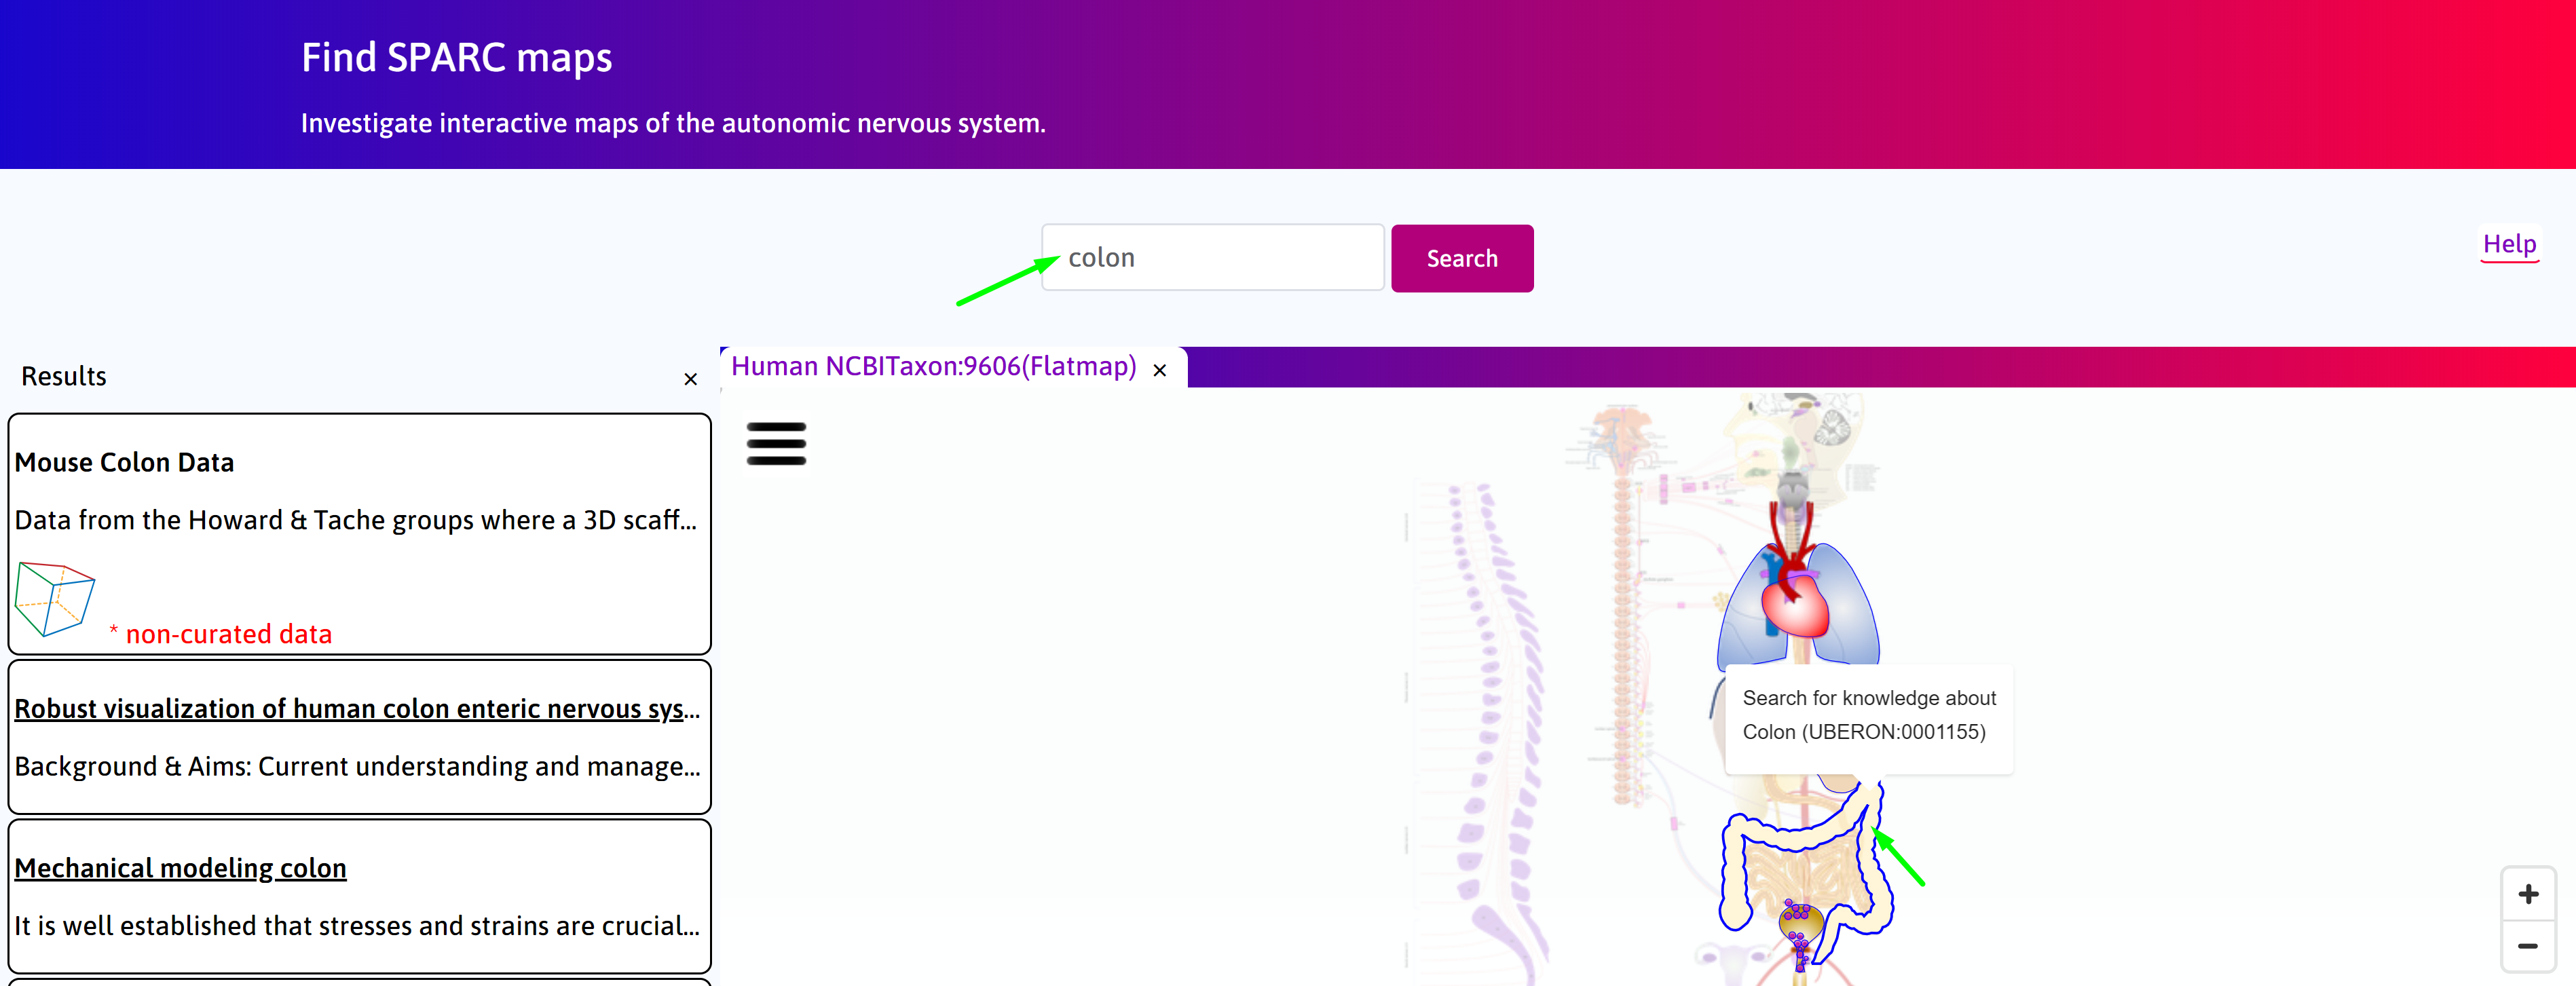 Find SPARC maps
Investigate interactive maps of the autonomic nervous system.
colon
Search
Help
Results
×
Human NCBITaxon:9606(Flatmap) ×
Mouse Colon Data
Data from the Howard & Tache groups where a 3D scaff...
* non-curated data
Robust visualization of human colon enteric nervous sys...
Background & Aims: Current understanding and manage...
Mechanical modeling colon
It is well established that stresses and strains are crucial...
Search for knowledge about
Colon (UBERON:0001155)
+
−